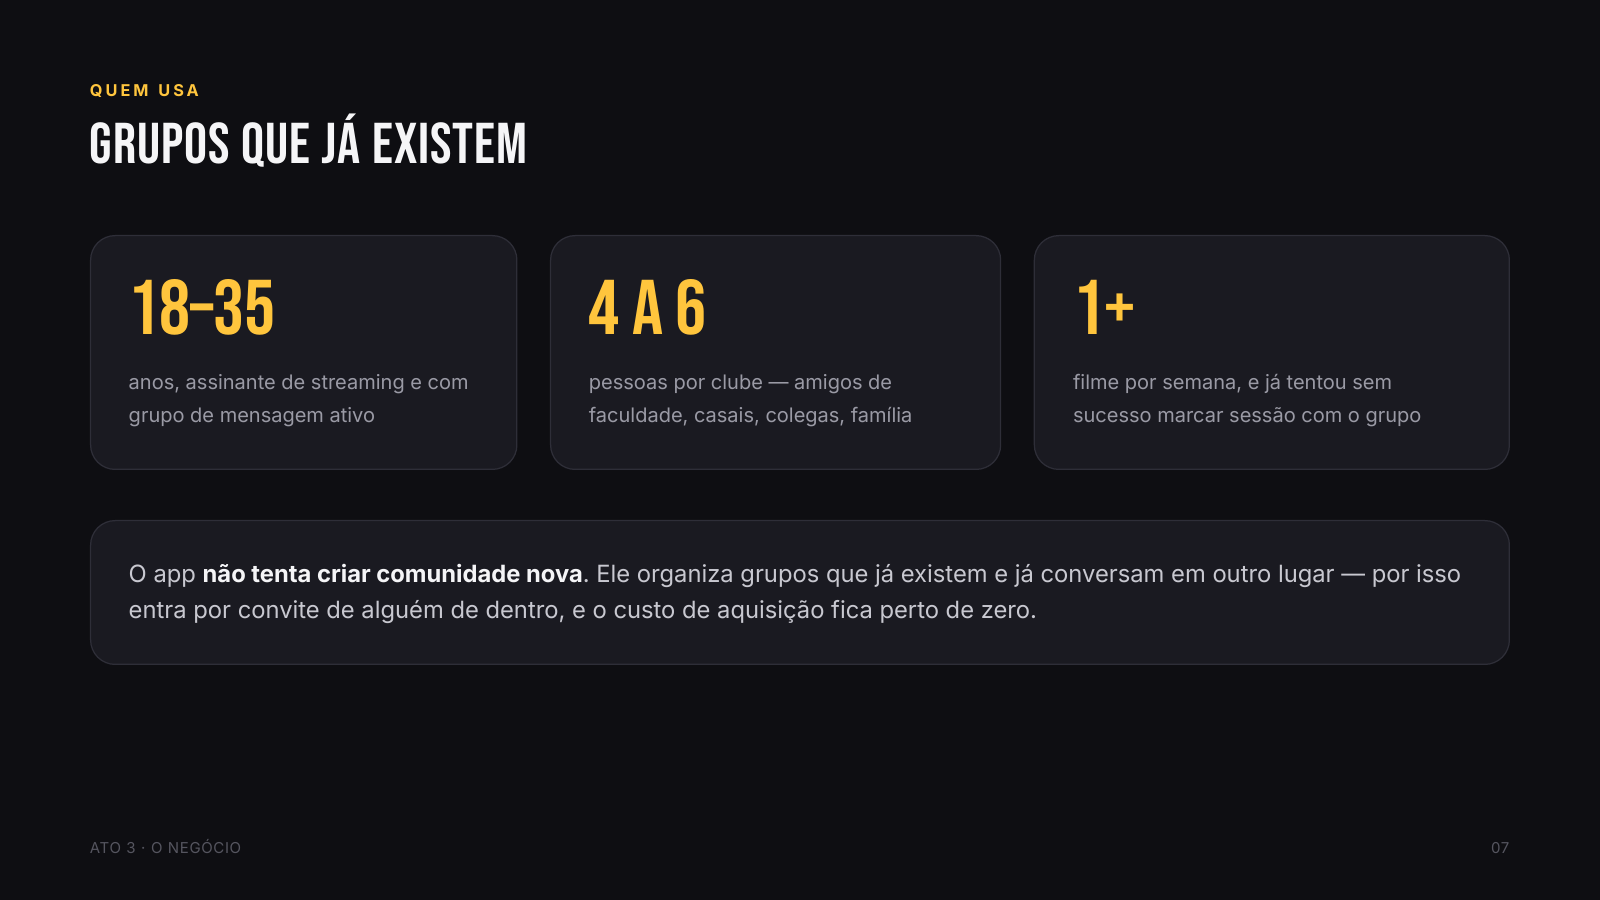 QUEM USA
GRUPOS QUE JÁ EXISTEM
18–35
anos, assinante de streaming e com
grupo de mensagem ativo
4 A 6
pessoas por clube — amigos de
faculdade, casais, colegas, família
1+
filme por semana, e já tentou sem
sucesso marcar sessão com o grupo
O app não tenta criar comunidade nova. Ele organiza grupos que já existem e já conversam em outro lugar — por isso
entra por convite de alguém de dentro, e o custo de aquisição fica perto de zero.
ATO 3 · O NEGÓCIO
07